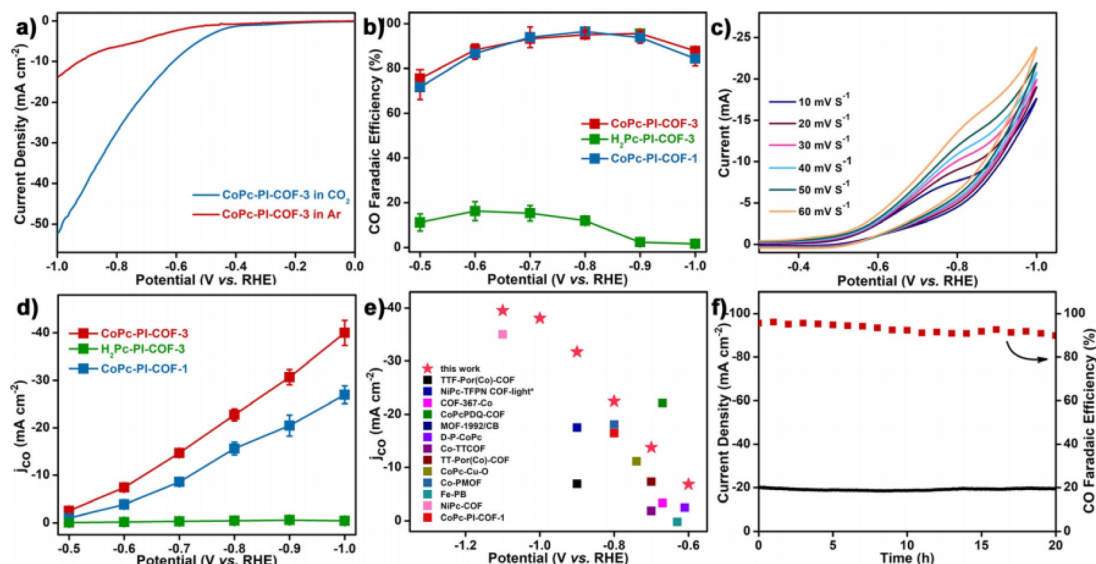 a)
0
-10
-20
-30
-40
-50
Current Density (mA cm⁻²)
CoPc-PI-COF-3 in CO₂
CoPc-PI-COF-3 in Ar
-1.0 -0.8 -0.6 -0.4 -0.2 0.0
Potential (V vs. RHE)
b)
100
80
60
40
20
0
CO Faradaic Efficiency (%)
CoPc-PI-COF-3
H₂Pc-PI-COF-3
CoPc-PI-COF-1
-0.5 -0.6 -0.7 -0.8 -0.9 -1.0
Potential (V vs. RHE)
c)
-25
-20
-15
-10
-5
0
Current (mA)
10 mV S⁻¹
20 mV S⁻¹
30 mV S⁻¹
40 mV S⁻¹
50 mV S⁻¹
60 mV S⁻¹
-0.4 -0.6 -0.8 -1.0
Potential (V vs. RHE)
d)
-40
-30
-20
-10
0
jCO (mA cm⁻²)
CoPc-PI-COF-3
H₂Pc-PI-COF-3
CoPc-PI-COF-1
-0.5 -0.6 -0.7 -0.8 -0.9 -1.0
Potential (V vs. RHE)
e)
-40
-30
-20
-10
0
jCO (mA cm⁻²)
this work
TTF-Por(Co)-COF
NiPc-TFPN COF-light*
COF-367-Co
CoPcPDQ-COF
MOF-1992/CB
D-P-CoPc
Co-TTCOF
TT-Por(Co)-COF
CoPc-Cu-O
Co-PMOF
Fe-PB
NiPc-COF
CoPc-PI-COF-1
-1.2 -1.0 -0.8 -0.6
Potential (V vs. RHE)
f)
-100
-80
-60
-40
-20
0
Current Density (mA cm⁻²)
100
80
60
40
20
0
CO Faradaic Efficiency (%)
0 5 10 15 20
Time (h)